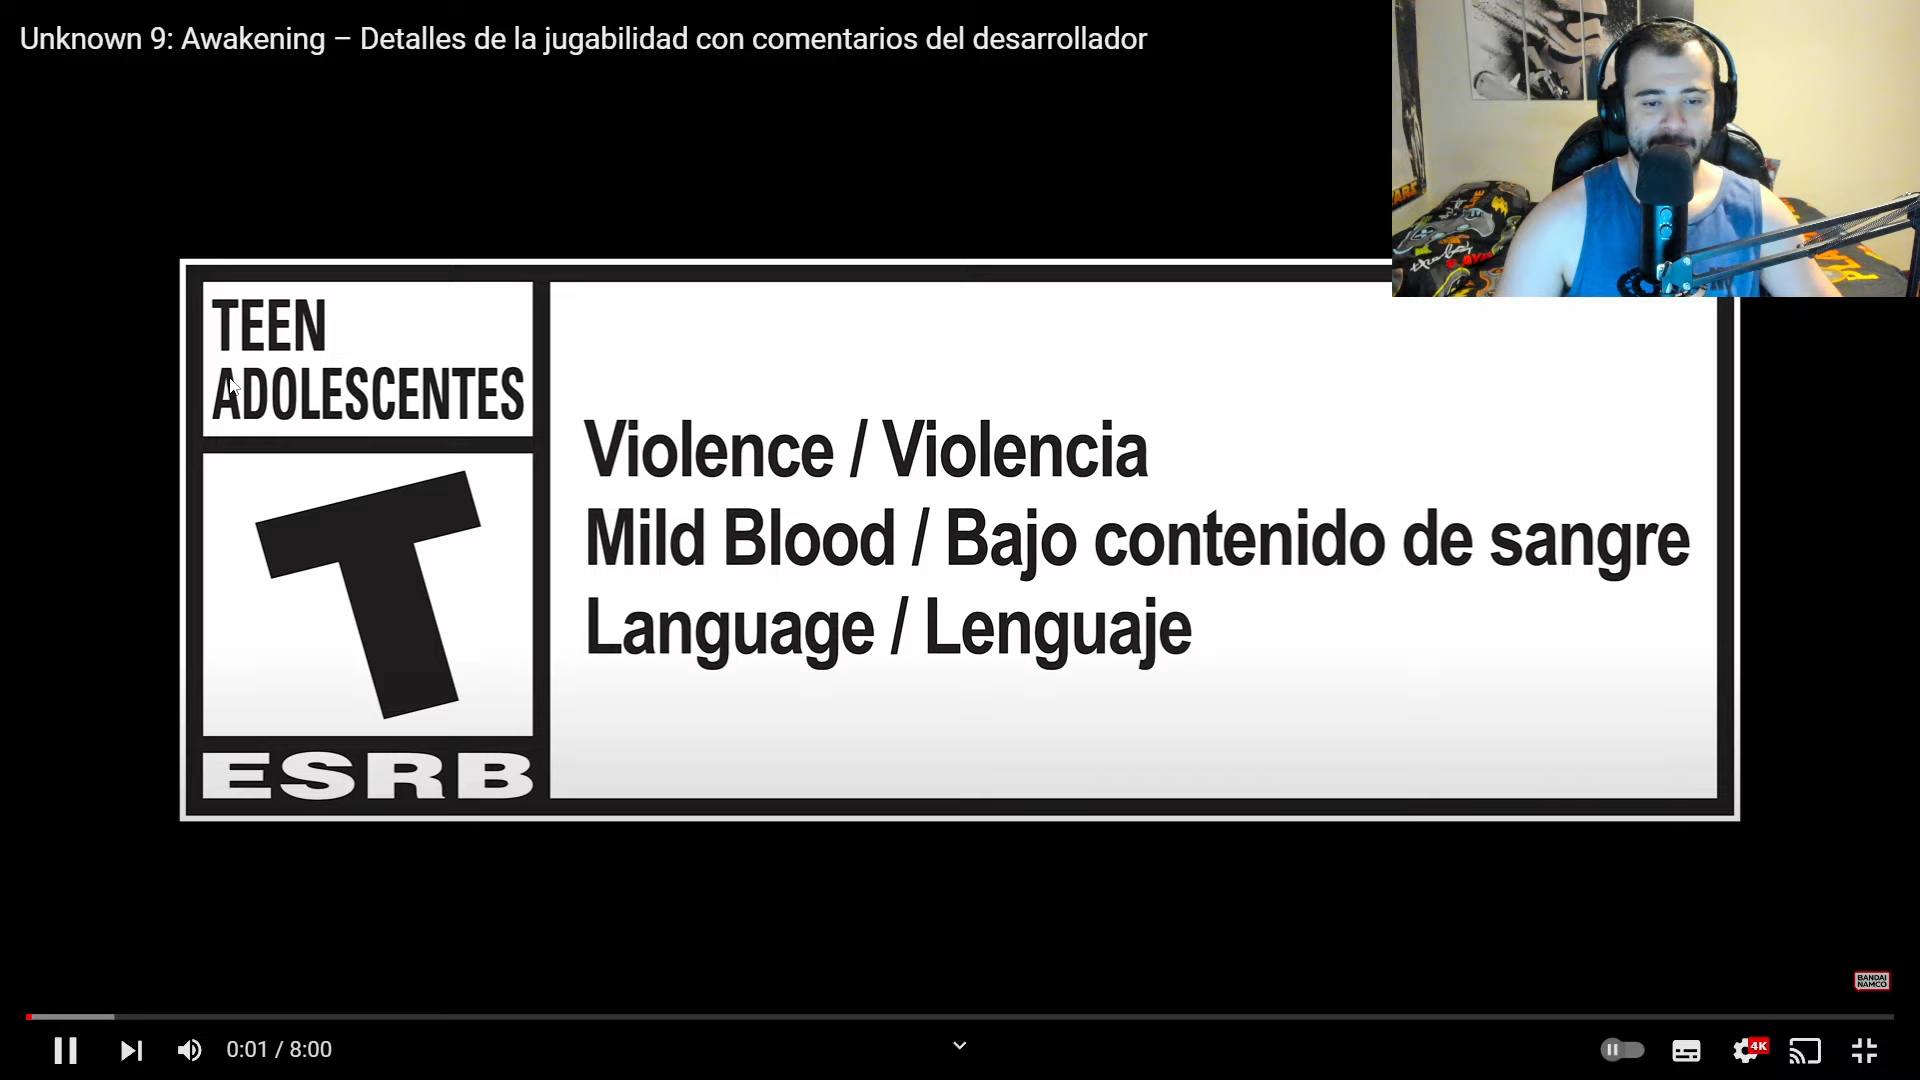 Unknown 9: Awakening – Detalles de la jugabilidad con comentarios del desarrollador
TEEN
ADOLESCENTES
T
ESRB
Violence / Violencia
Mild Blood / Bajo contenido de sangre
Language / Lenguaje
BANDAI
NAMCO
0:01 / 8:00
4K